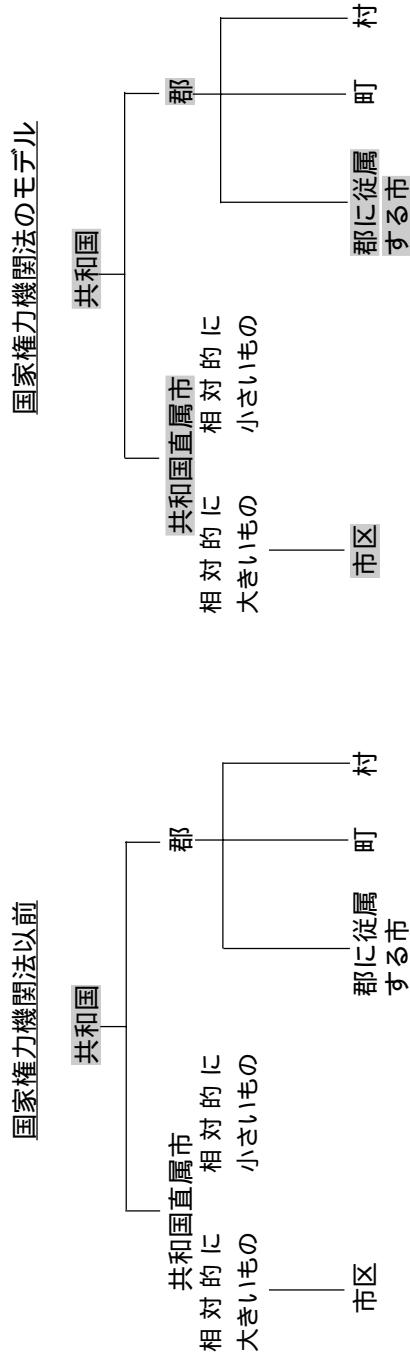 国家権力機関法以前
共和国
共和国直属市
相対的に
大きいもの
相対的に
小さいもの
市区
郡
郡に従属
する市
町
村
国家権力機関法のモデル
共和国
共和国直属市
相対的に
大きいもの
相対的に
小さいもの
市区
郡
郡に従属
する市
町
村